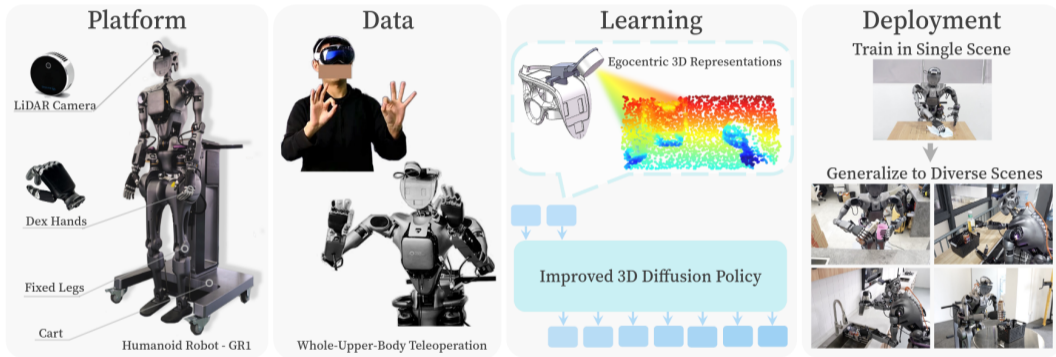 Platform
LiDAR Camera
Dex Hands
Fixed Legs
Cart
Humanoid Robot - GR1
Data
Whole-Upper-Body Teleoperation
Learning
Egocentric 3D Representations
Improved 3D Diffusion Policy
Deployment
Train in Single Scene
Generalize to Diverse Scenes